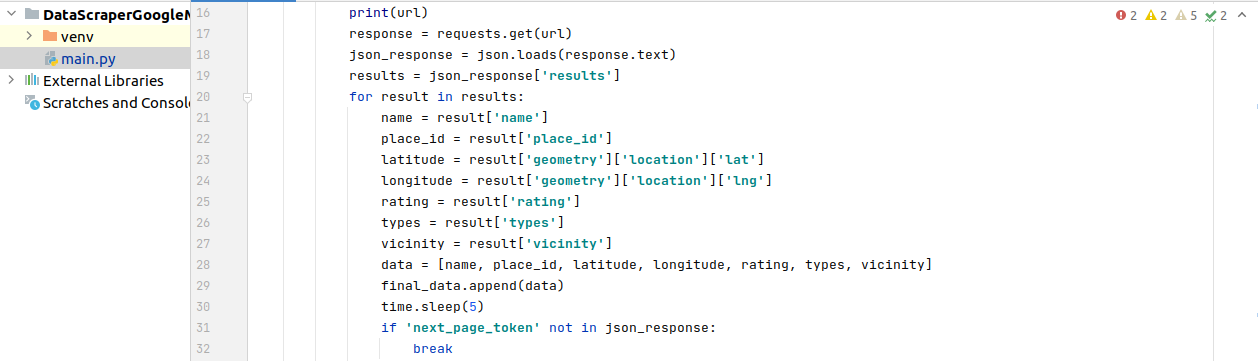 DataScraperGoogleM
venv
main.py
External Libraries
Scratches and Consol
2 2 5 2
16 print(url)
17 response = requests.get(url)
18 json_response = json.loads(response.text)
19 results = json_response['results']
20 for result in results:
21 name = result['name']
22 place_id = result['place_id']
23 latitude = result['geometry']['location']['lat']
24 longitude = result['geometry']['location']['lng']
25 rating = result['rating']
26 types = result['types']
27 vicinity = result['vicinity']
28 data = [name, place_id, latitude, longitude, rating, types, vicinity]
29 final_data.append(data)
30 time.sleep(5)
31 if 'next_page_token' not in json_response:
32 break